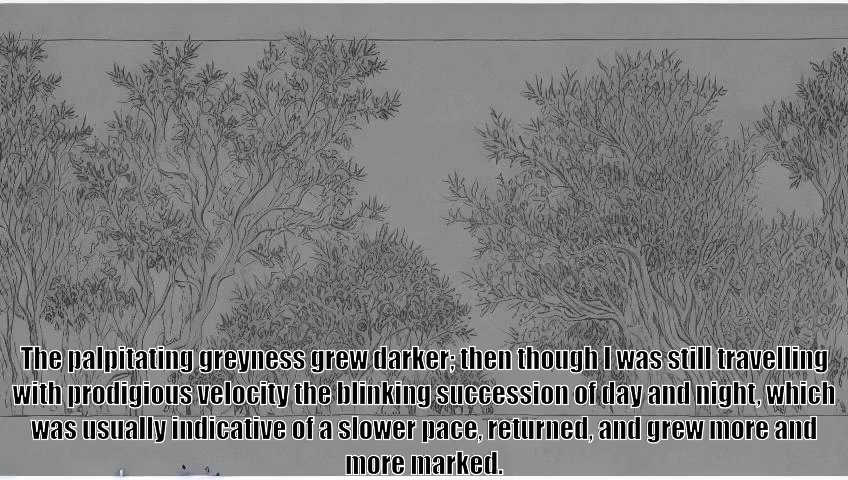 The palpitating greyness grew darker; then though I was still travelling
with prodigious velocity the blinking succession of day and night, which
was usually indicative of a slower pace, returned, and grew more and
more marked.